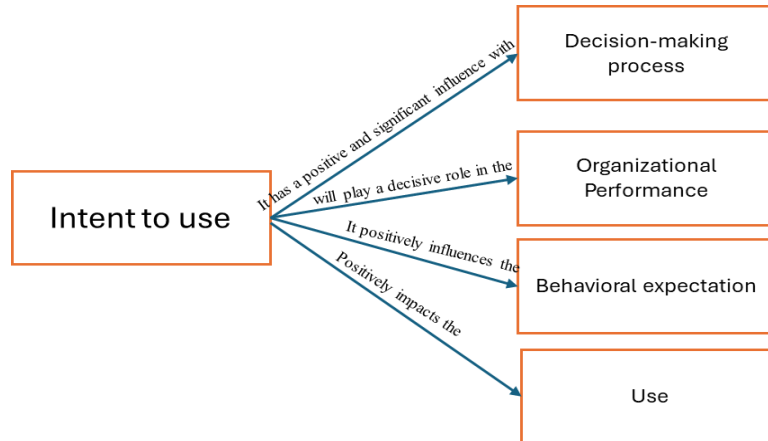 It has a positive and significant influence with
Decision-making
process
Intent to use
will play a decisive role in the
Organizational
Performance
It positively influences the
Behavioral expectation
Positively impacts the
Use